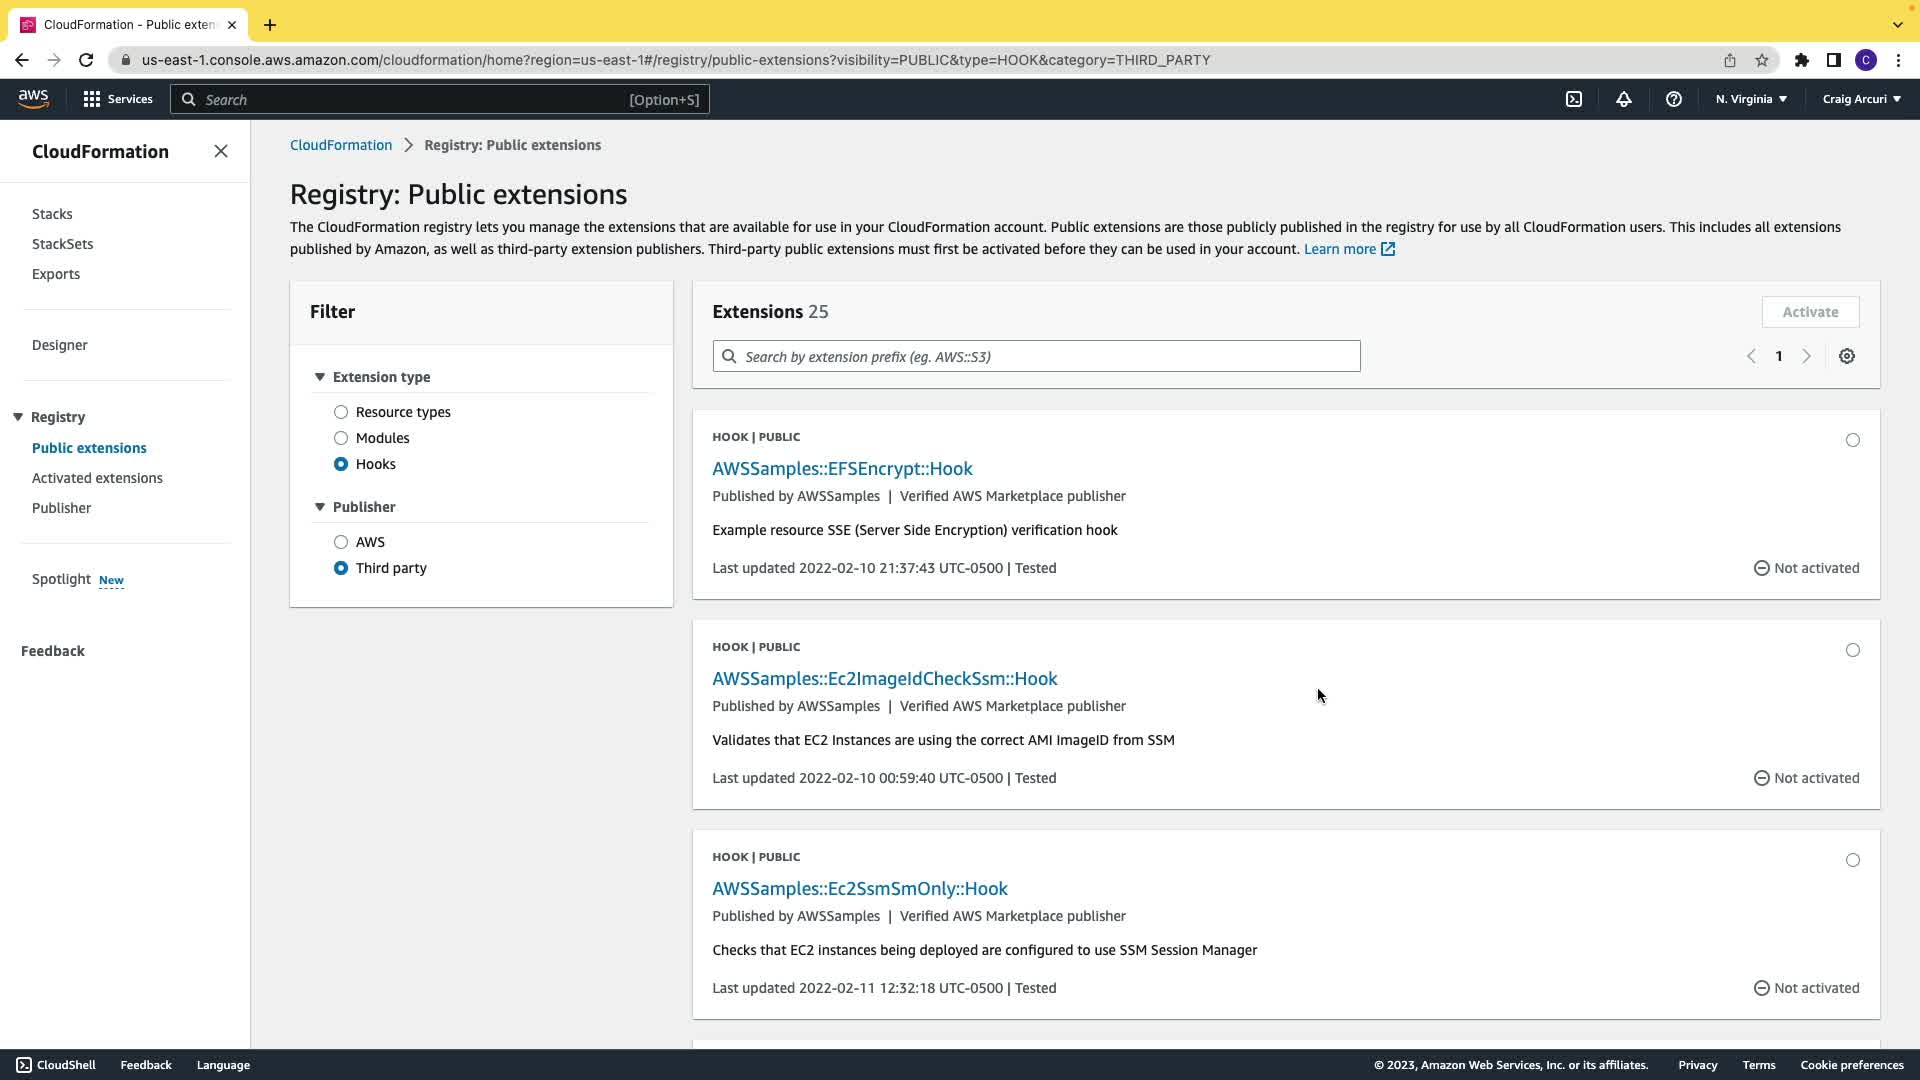 CloudFormation - Public exten
us-east-1.console.aws.amazon.com/cloudformation/home?region=us-east-1#/registry/public-extensions?visibility=PUBLIC&type=HOOK&category=THIRD_PARTY
C
aws
Services
Search
[Option+S]
N. Virginia
Craig Arcuri
CloudFormation
Stacks
StackSets
Exports
Designer
Registry
Public extensions
Activated extensions
Publisher
Spotlight New
Feedback
CloudFormation > Registry: Public extensions
Registry: Public extensions
The CloudFormation registry lets you manage the extensions that are available for use in your CloudFormation account. Public extensions are those publicly published in the registry for use by all CloudFormation users. This includes all extensions
published by Amazon, as well as third-party extension publishers. Third-party public extensions must first be activated before they can be used in your account. Learn more
Filter
Extension type
Resource types
Modules
Hooks
Publisher
AWS
Third party
Extensions 25
Activate
Search by extension prefix (eg. AWS::S3)
1
HOOK | PUBLIC
AWSSamples::EFSEncrypt::Hook
Published by AWSSamples | Verified AWS Marketplace publisher
Example resource SSE (Server Side Encryption) verification hook
Last updated 2022-02-10 21:37:43 UTC-0500 | Tested
Not activated
HOOK | PUBLIC
AWSSamples::Ec2ImageIdCheckSsm::Hook
Published by AWSSamples | Verified AWS Marketplace publisher
Validates that EC2 Instances are using the correct AMI ImageID from SSM
Last updated 2022-02-10 00:59:40 UTC-0500 | Tested
Not activated
HOOK | PUBLIC
AWSSamples::Ec2SsmSmOnly::Hook
Published by AWSSamples | Verified AWS Marketplace publisher
Checks that EC2 instances being deployed are configured to use SSM Session Manager
Last updated 2022-02-11 12:32:18 UTC-0500 | Tested
Not activated
CloudShell
Feedback
Language
© 2023, Amazon Web Services, Inc. or its affiliates.
Privacy
Terms
Cookie preferences